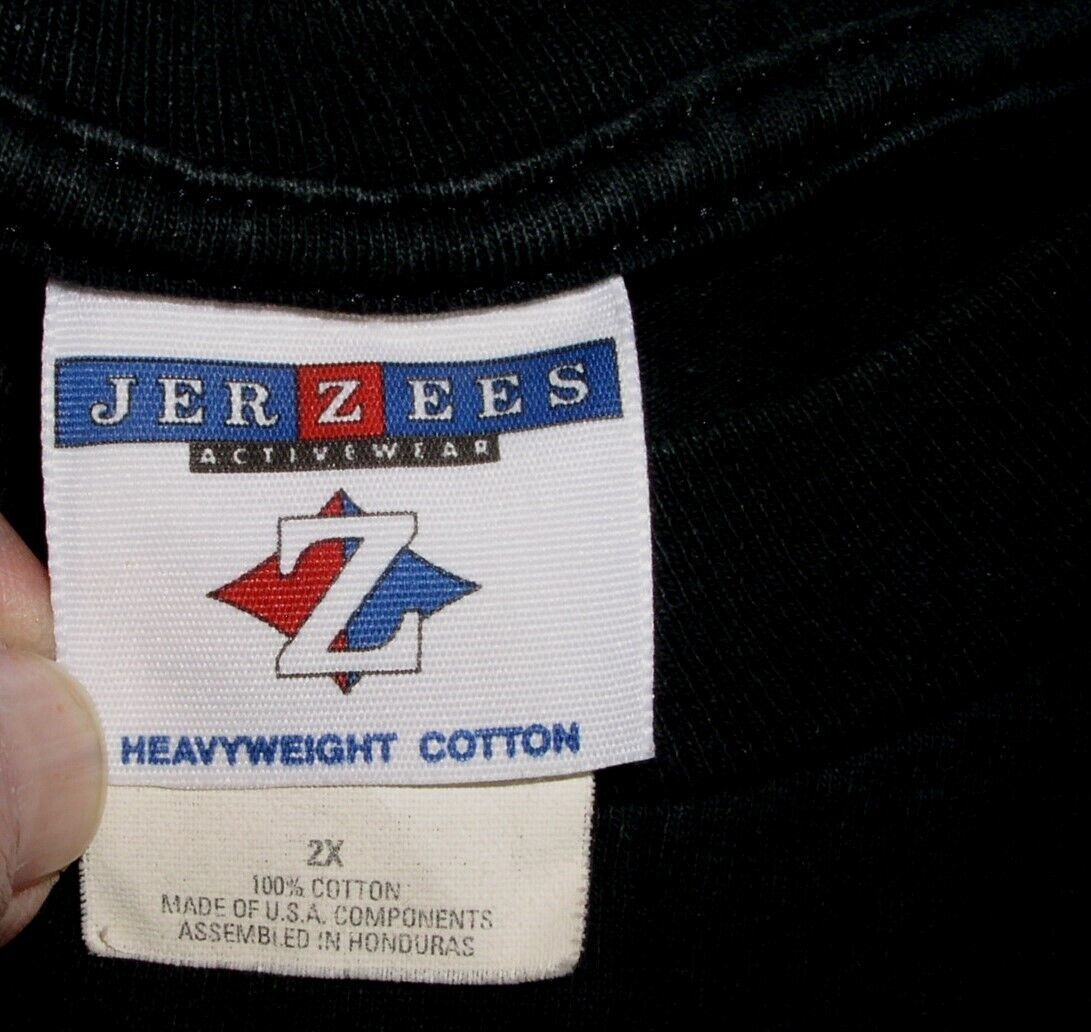 JERZEES
ACTIVEWEAR
Z
HEAVYWEIGHT COTTON
2X
100% COTTON
MADE OF U.S.A. COMPONENTS
ASSEMBLED IN HONDURAS